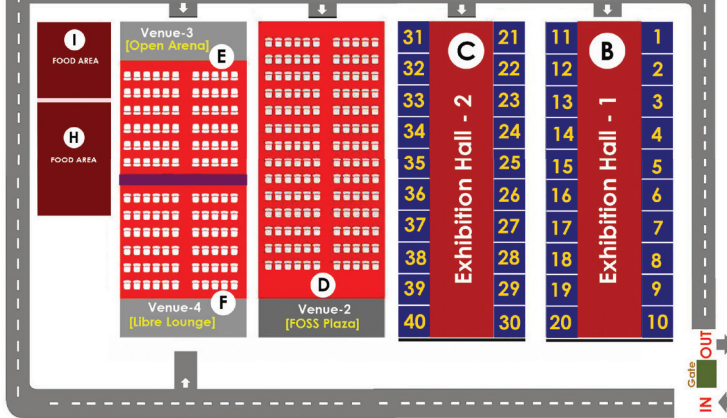 I
FOOD AREA
H
FOOD AREA
Venue-3
[Open Arena]
E
F
Venue-4
[Libre Lounge]
D
Venue-2
[FOSS Plaza]
31
32
33
34
35
36
37
38
39
40
C
Exhibition Hall - 2
21
22
23
24
25
26
27
28
29
30
11
12
13
14
15
16
17
18
19
20
B
Exhibition Hall - 1
1
2
3
4
5
6
7
8
9
10
OUT
Gate
IN